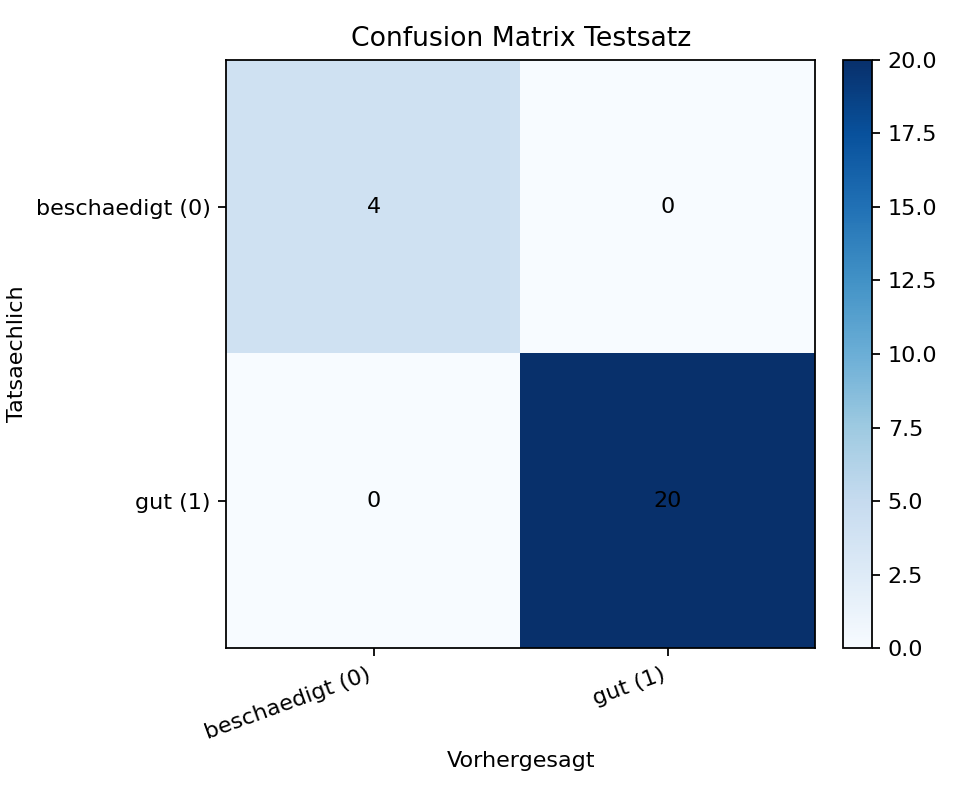 Confusion Matrix Testsatz
Tatsaechlich
beschaedigt (0)
gut (1)
4
0
0
20
beschaedigt (0)
gut (1)
Vorhergesagt
20.0
17.5
15.0
12.5
10.0
7.5
5.0
2.5
0.0